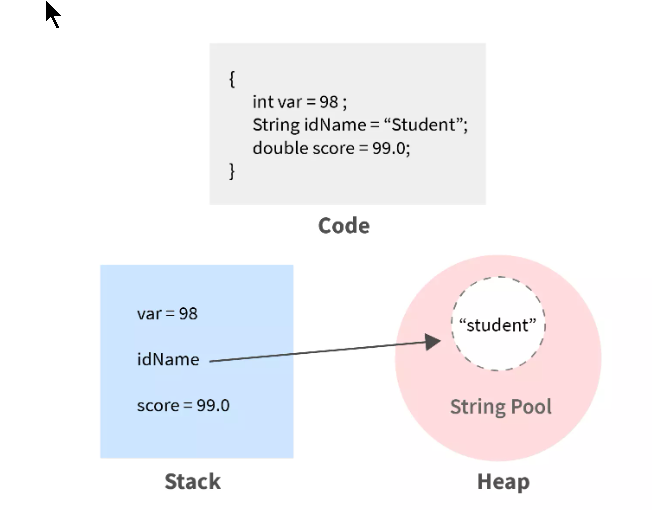 {
int var = 98 ;
String idName = “Student”;
double score = 99.0;
}
Code
var = 98
idName
score = 99.0
Stack
“student”
String Pool
Heap